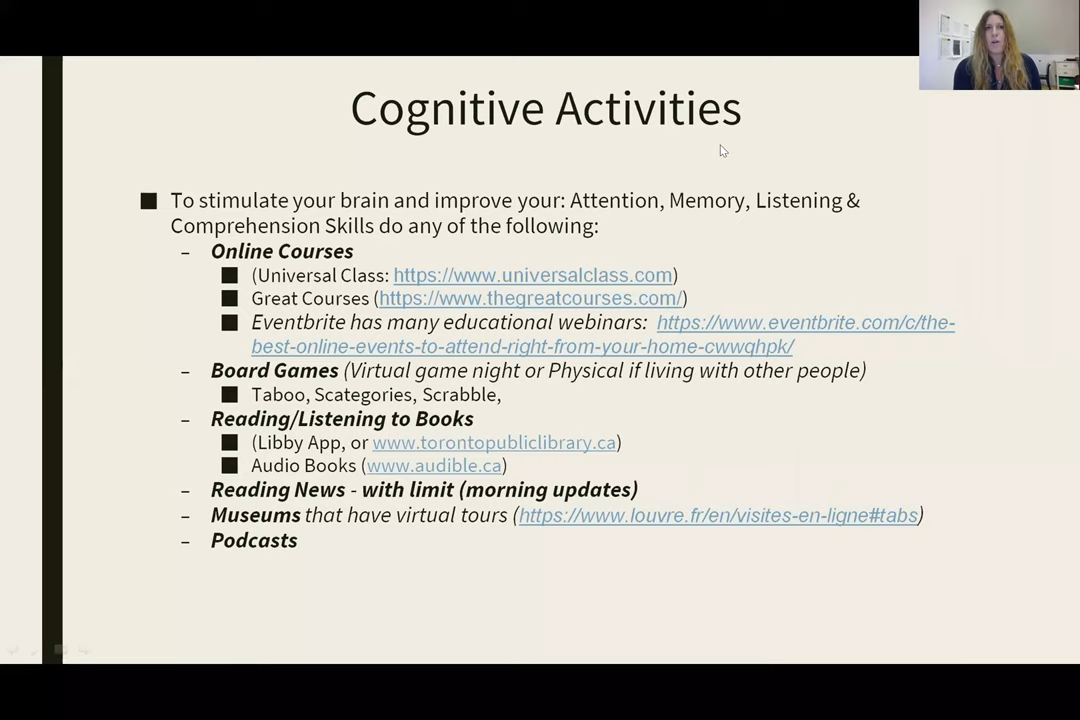 Cognitive Activities
■ To stimulate your brain and improve your: Attention, Memory, Listening &
Comprehension Skills do any of the following:
– Online Courses
■ (Universal Class: https://www.universalclass.com)
■ Great Courses (https://www.thegreatcourses.com/)
■ Eventbrite has many educational webinars: https://www.eventbrite.com/c/the-
best-online-events-to-attend-right-from-your-home-cwwqhpk/
– Board Games (Virtual game night or Physical if living with other people)
■ Taboo, Scategories, Scrabble,
– Reading/Listening to Books
■ (Libby App, or www.torontopubliclibrary.ca)
■ Audio Books (www.audible.ca)
– Reading News - with limit (morning updates)
– Museums that have virtual tours (https://www.louvre.fr/en/visites-en-ligne#tabs)
– Podcasts